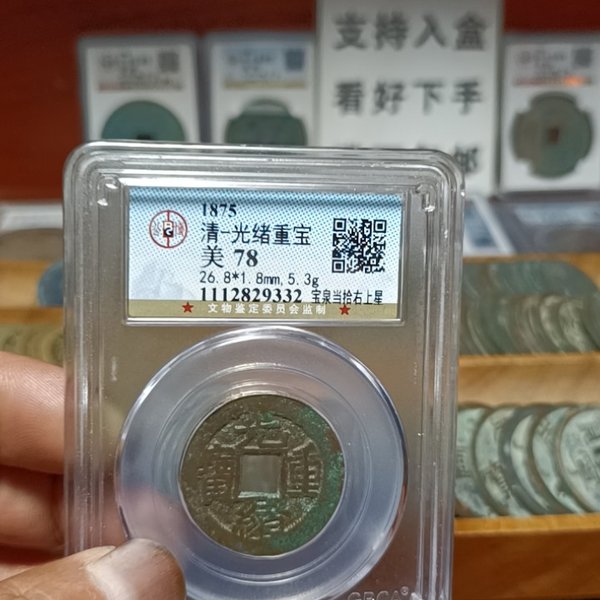 支持入盒
看好下手
1875
清-光绪重宝
美 78
26.8*1.8mm,5.3g
1112829332 宝泉当拾右上星
★ 文物鉴定委员会监制 ★
光緒重寶
GBCA®